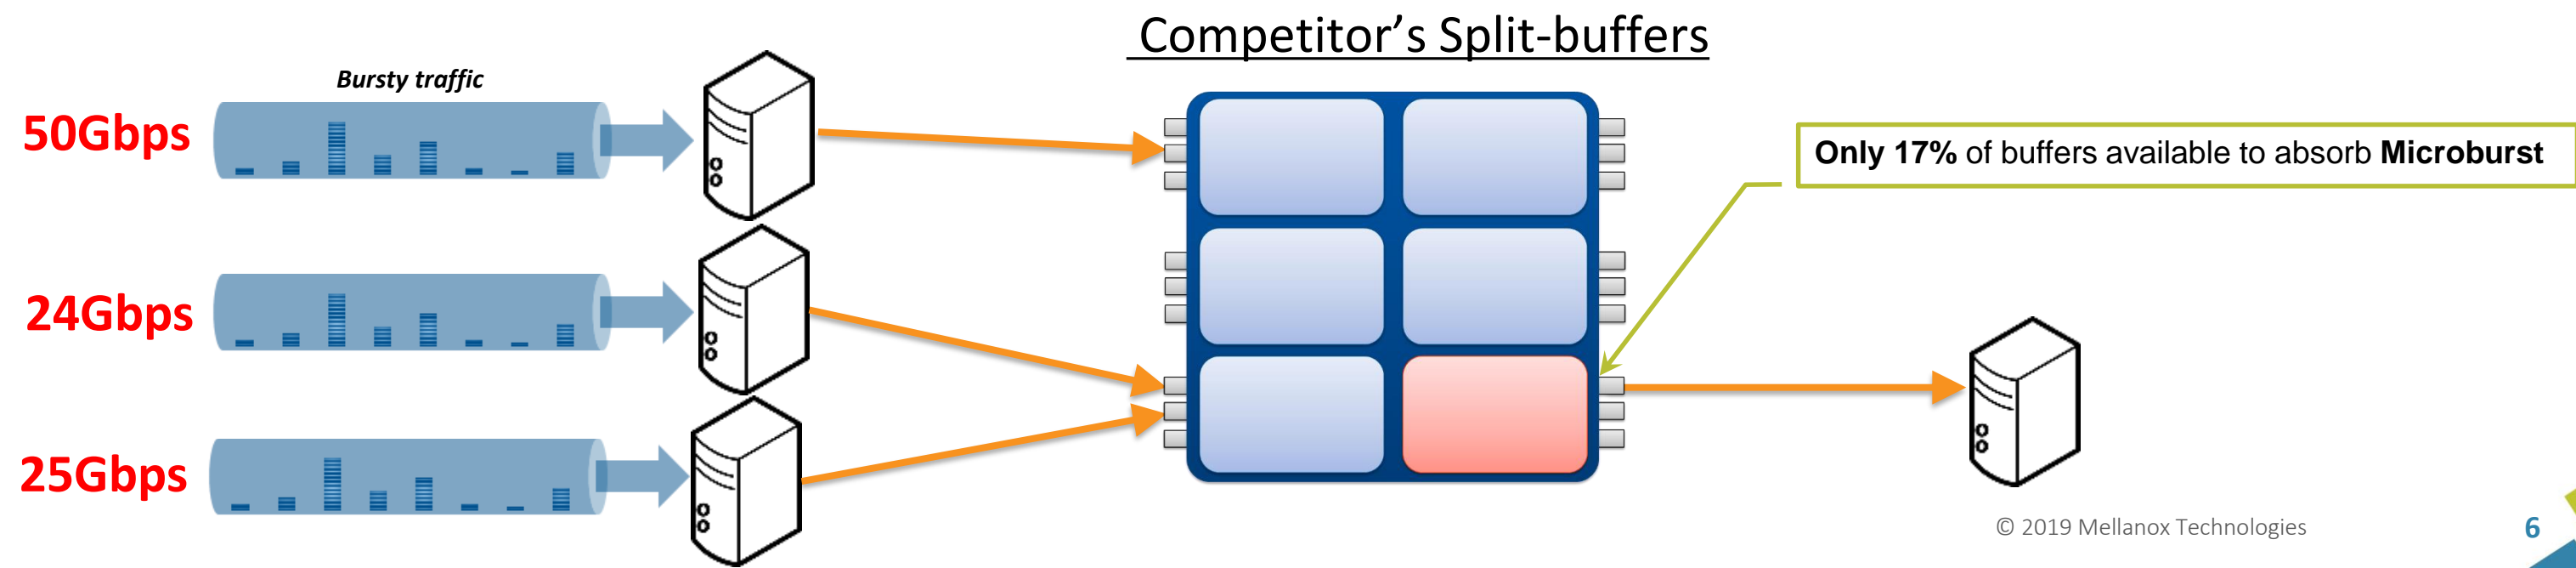 Competitor’s Split-buffers
Bursty traffic
50Gbps
Only 17% of buffers available to absorb Microburst
24Gbps
25Gbps
© 2019 Mellanox Technologies
6